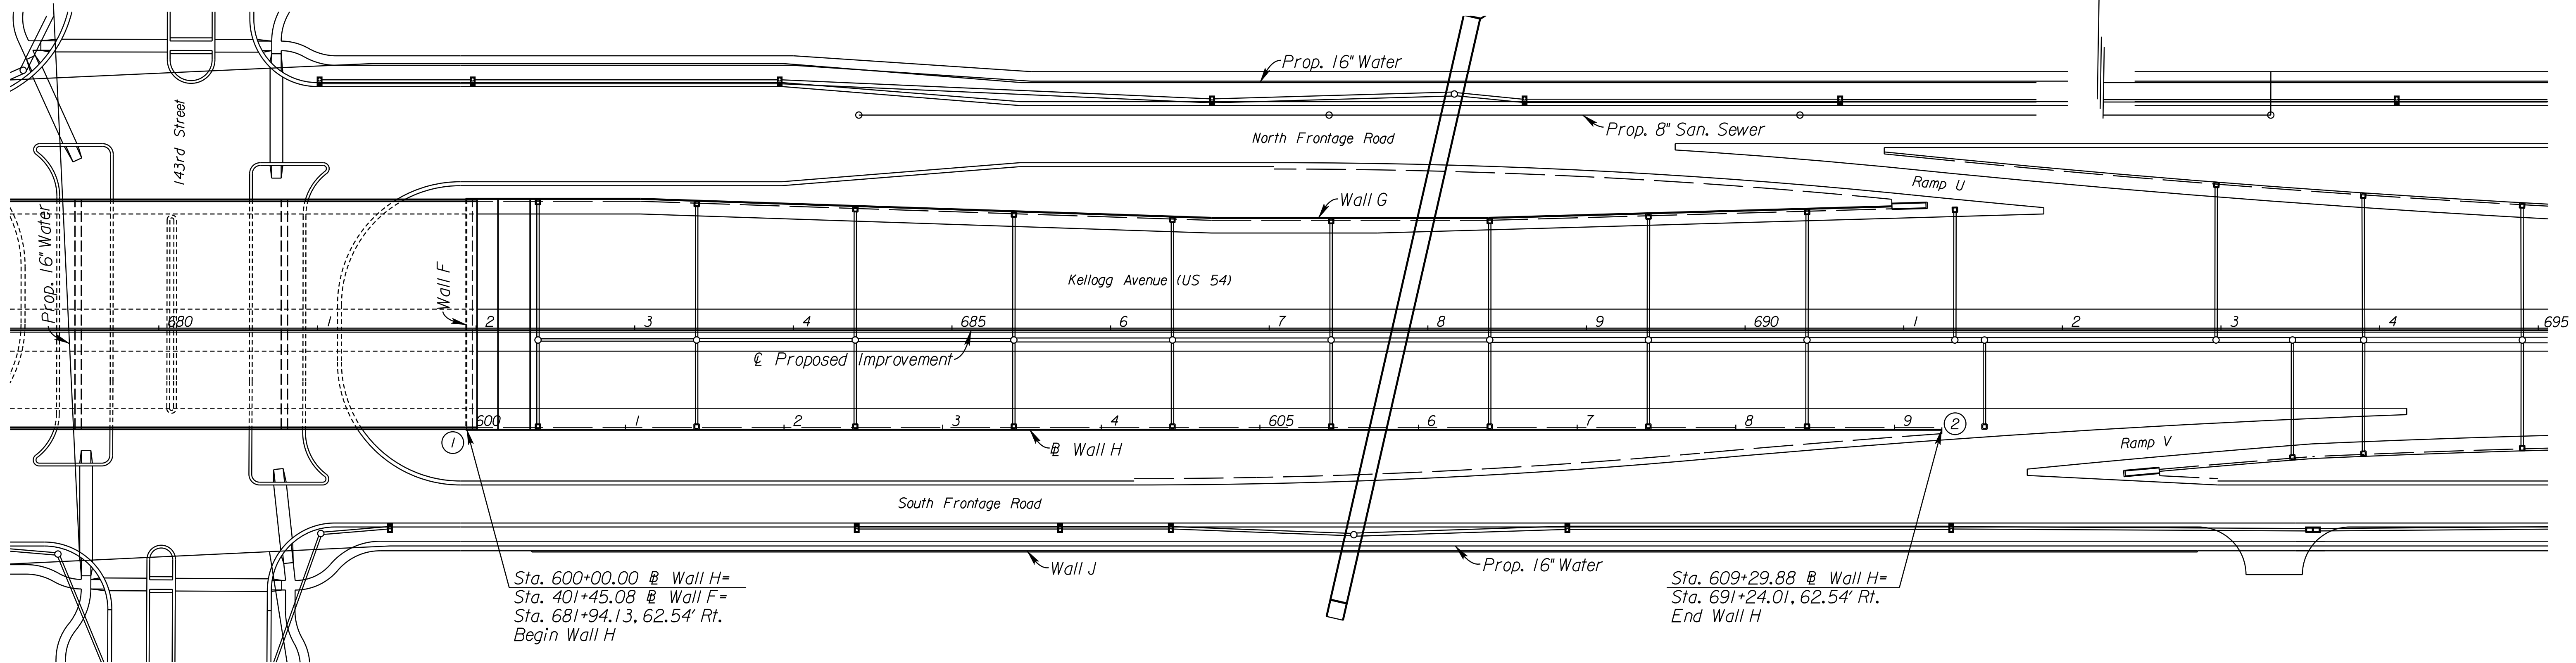 Prop. 16" Water
143rd Street
Prop. 8" San. Sewer
North Frontage Road
Ramp U
Wall G
Prop. 16" Water
Wall F
Kellogg Avenue (US 54)
680 1 2 3 4 685 6 7 8 9 690 1 2 3 4 695
℄ Proposed Improvement
600 1 2 3 4 605 6 7 8 9
1
2
℄ Wall H
Ramp V
South Frontage Road
Wall J
Prop. 16" Water
Sta. 600+00.00 ℄ Wall H=
Sta. 401+45.08 ℄ Wall F=
Sta. 681+94.13, 62.54' Rt.
Begin Wall H
Sta. 609+29.88 ℄ Wall H=
Sta. 691+24.01, 62.54' Rt.
End Wall H